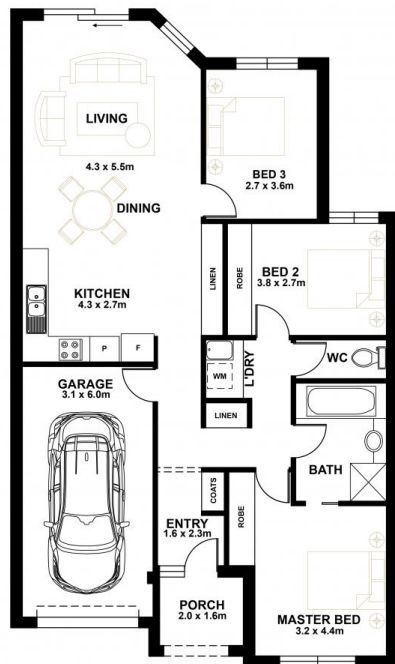 LIVING
4.3 x 5.5m
DINING
BED 3
2.7 x 3.6m
LINEN
ROBE
BED 2
3.8 x 2.7m
KITCHEN
4.3 x 2.7m
P
F
WM
L'DRY
WC
GARAGE
3.1 x 6.0m
LINEN
BATH
COATS
ROBE
ENTRY
1.6 x 2.3m
PORCH
2.0 x 1.6m
MASTER BED
3.2 x 4.4m